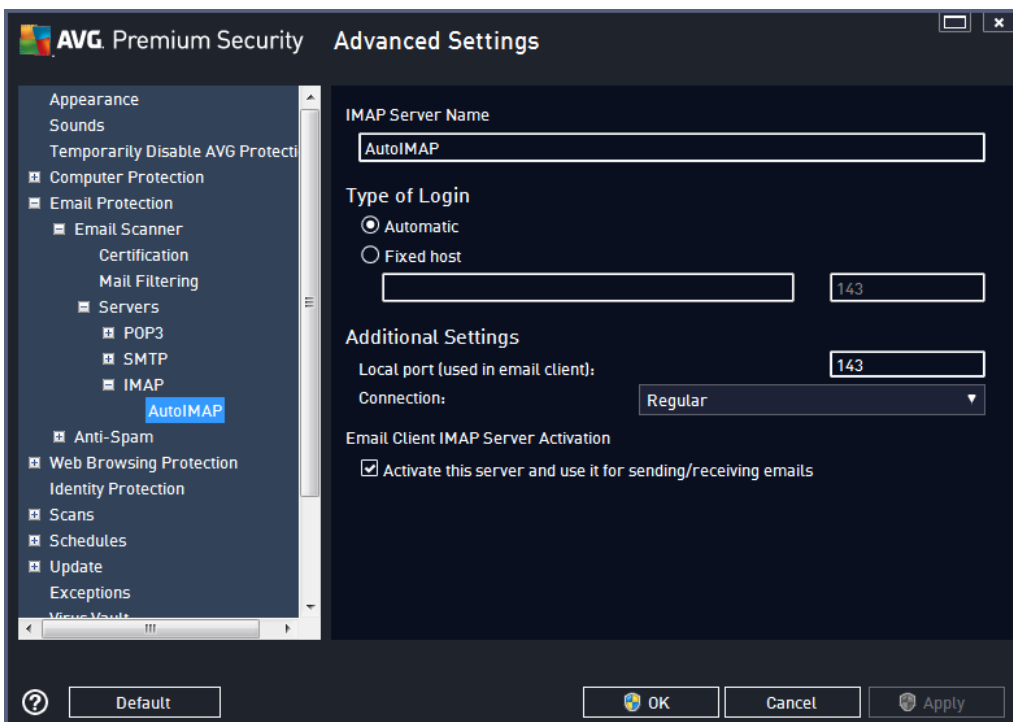 AVG. Premium Security Advanced Settings
Appearance
Sounds
Temporarily Disable AVG Protecti
Computer Protection
Email Protection
Email Scanner
Certification
Mail Filtering
Servers
POP3
SMTP
IMAP
AutoIMAP
Anti-Spam
Web Browsing Protection
Identity Protection
Scans
Schedules
Update
Exceptions
Virus Vault
IMAP Server Name
AutoIMAP
Type of Login
Automatic
Fixed host
143
Additional Settings
Local port (used in email client):
143
Connection:
Regular
Email Client IMAP Server Activation
Activate this server and use it for sending/receiving emails
? Default
OK
Cancel
Apply